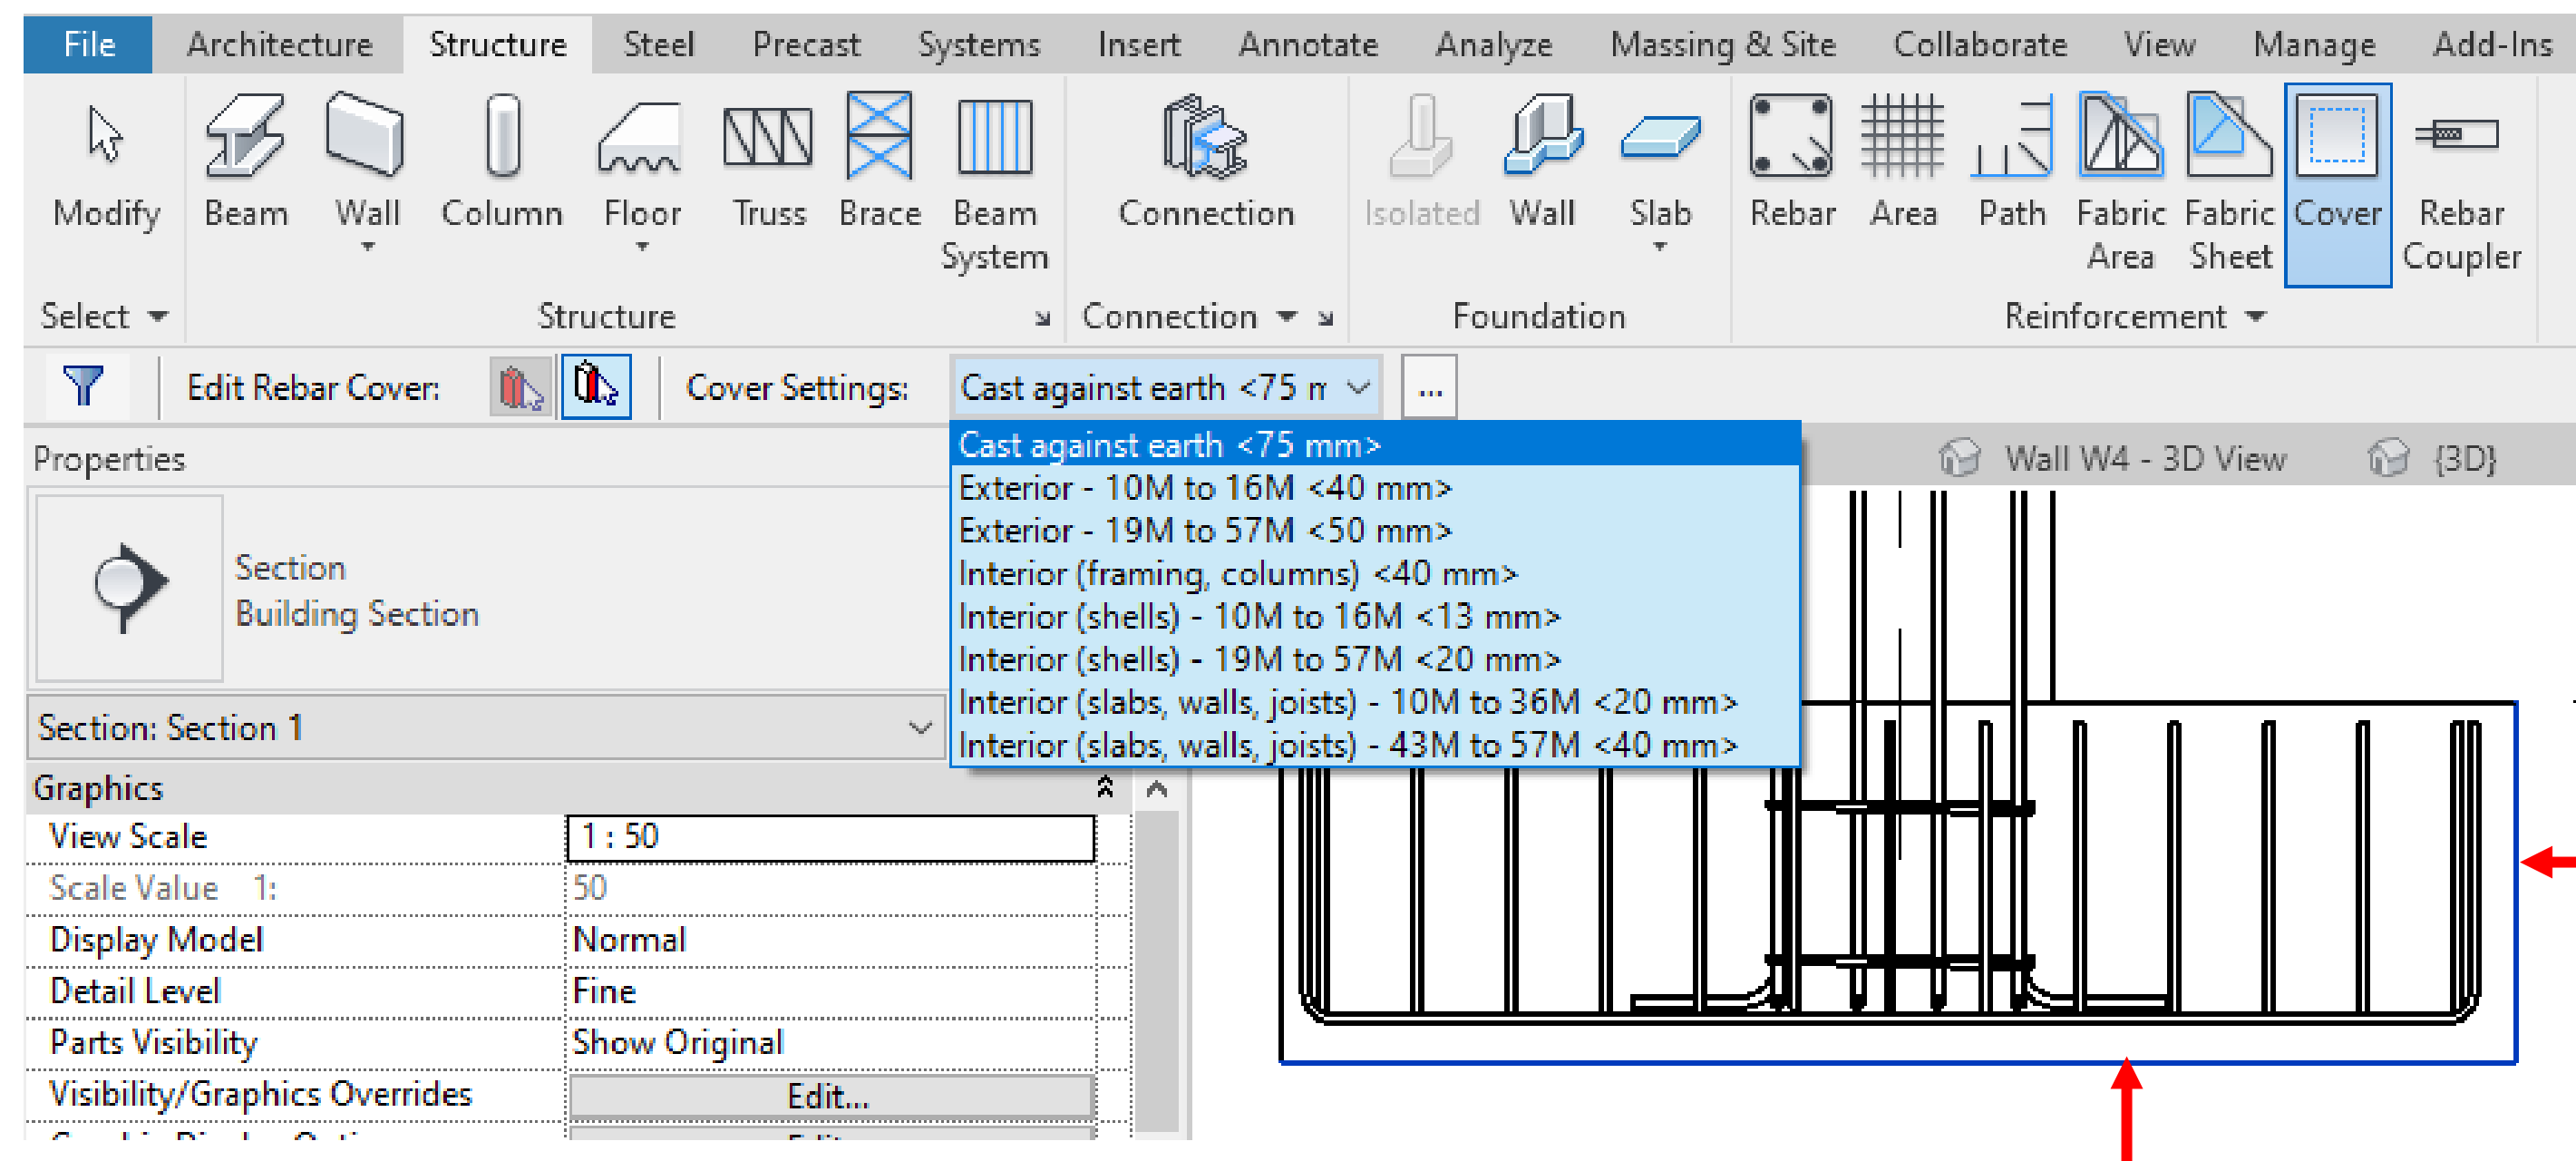 File Architecture Structure Steel Precast Systems Insert Annotate Analyze Massing & Site Collaborate View Manage Add-Ins
Modify Beam Wall Column Floor Truss Brace Beam System Connection Isolated Wall Slab Rebar Area Path Fabric Area Fabric Sheet Cover Rebar Coupler
Select Structure Connection Foundation Reinforcement
Edit Rebar Cover: Cover Settings: Cast against earth <75 m ...
Cast against earth <75 mm>
Exterior - 10M to 16M <40 mm>
Exterior - 19M to 57M <50 mm>
Interior (framing, columns) <40 mm>
Interior (shells) - 10M to 16M <13 mm>
Interior (shells) - 19M to 57M <20 mm>
Interior (slabs, walls, joists) - 10M to 36M <20 mm>
Interior (slabs, walls, joists) - 43M to 57M <40 mm>
Wall W4 - 3D View {3D}
Properties
Section
Building Section
Section: Section 1
Graphics
View Scale 1 : 50
Scale Value 1: 50
Display Model Normal
Detail Level Fine
Parts Visibility Show Original
Visibility/Graphics Overrides Edit...